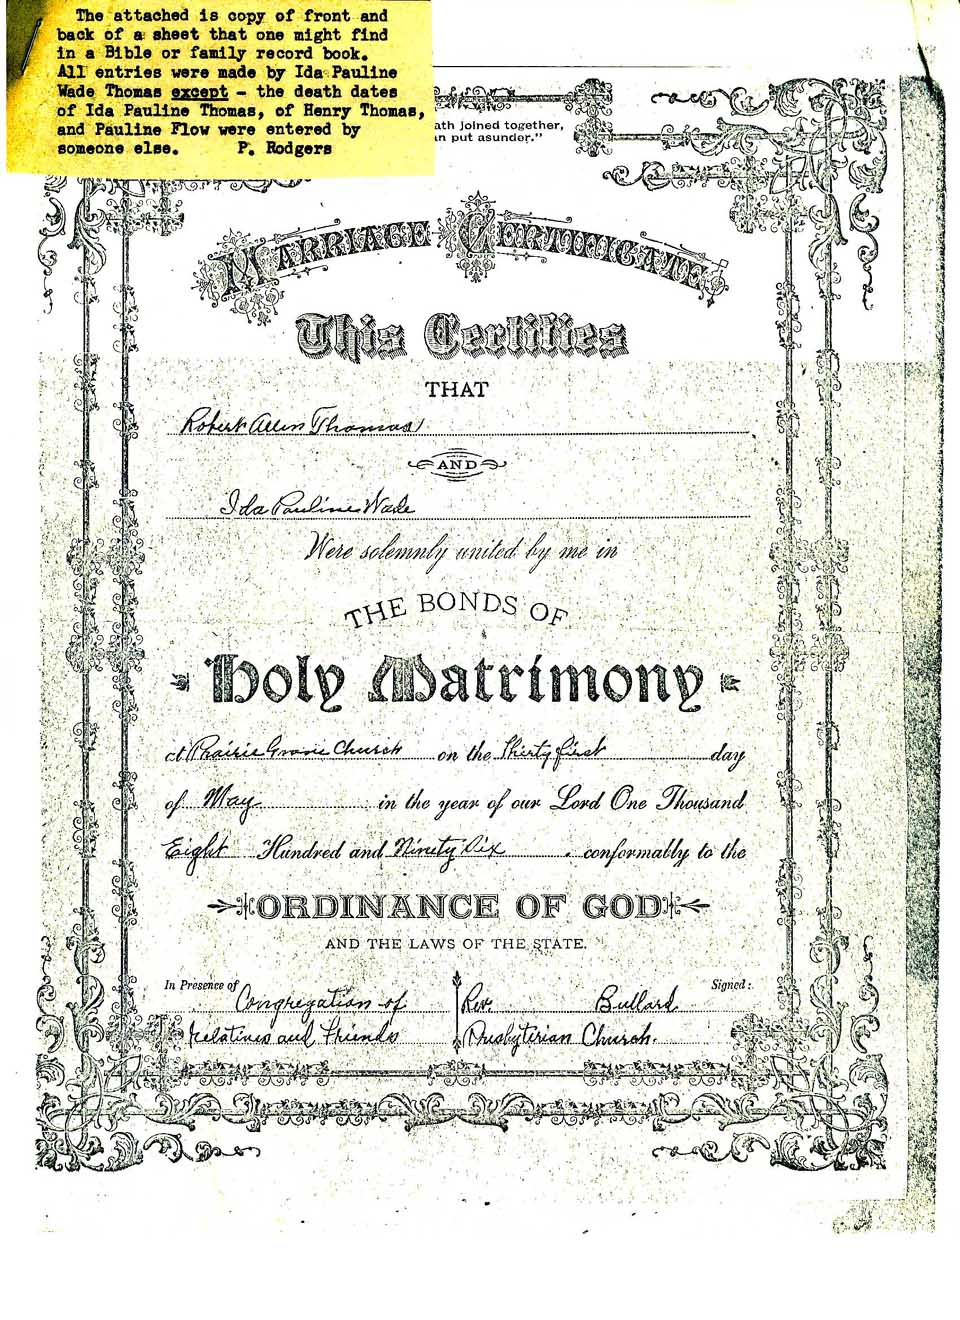 The attached is copy of front and
back of a sheet that one might find
in a Bible or family record book.
All entries were made by Ida Pauline
Wade Thomas except - the death dates
of Ida Pauline Thomas, of Henry Thomas,
and Pauline Flow were entered by
someone else. P. Rodgers
ath joined together,
an put asunder."
MARRIAGE CERTIFICATE
This Certifies
THAT
Robert Allen Thomas
AND
Ida Pauline Wade
Were solemnly united by me in
THE BONDS OF
Holy Matrimony
at Prairie Grove Church on the Thirty first day
of May in the year of our Lord One Thousand
Eight Hundred and Ninety Six conformably to the
ORDINANCE OF GOD
AND THE LAWS OF THE STATE.
In Presence of Signed:
Congregation of Rev. Bullard
relatives and Friends Presbyterian Church.